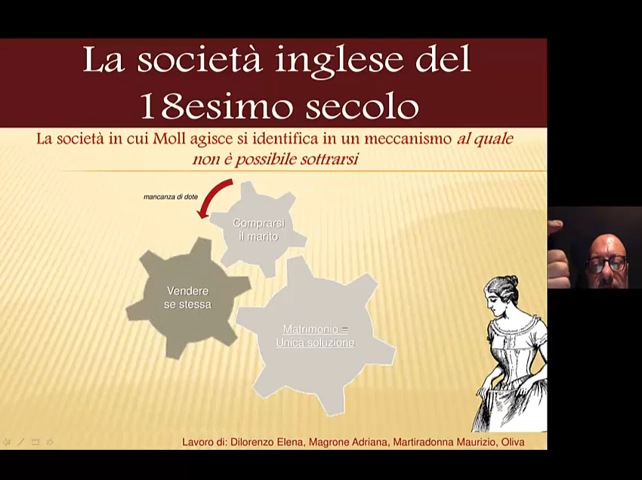 La società inglese del
18esimo secolo
La società in cui Moll agisce si identifica in un meccanismo al quale
non è possibile sottrarsi
mancanza di dote
Comprarsi
il marito
Vendere
se stessa
Matrimonio =
Unica soluzione
Lavoro di: Dilorenzo Elena, Magrone Adriana, Martiradonna Maurizio, Oliva